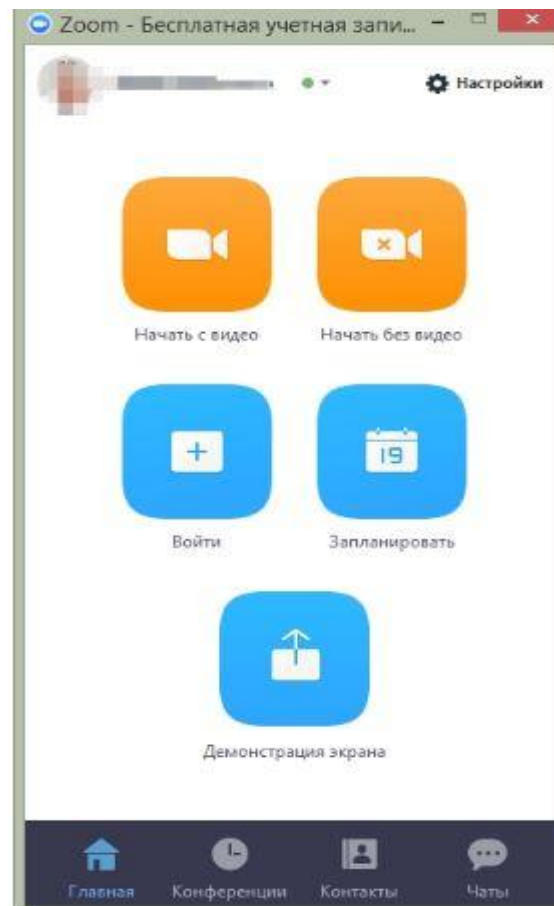 Zoom - Бесплатная учетная запи...
Настройки
Начать с видео
Начать без видео
Войти
19
Запланировать
Демонстрация экрана
Главная
Конференции
Контакты
Чаты